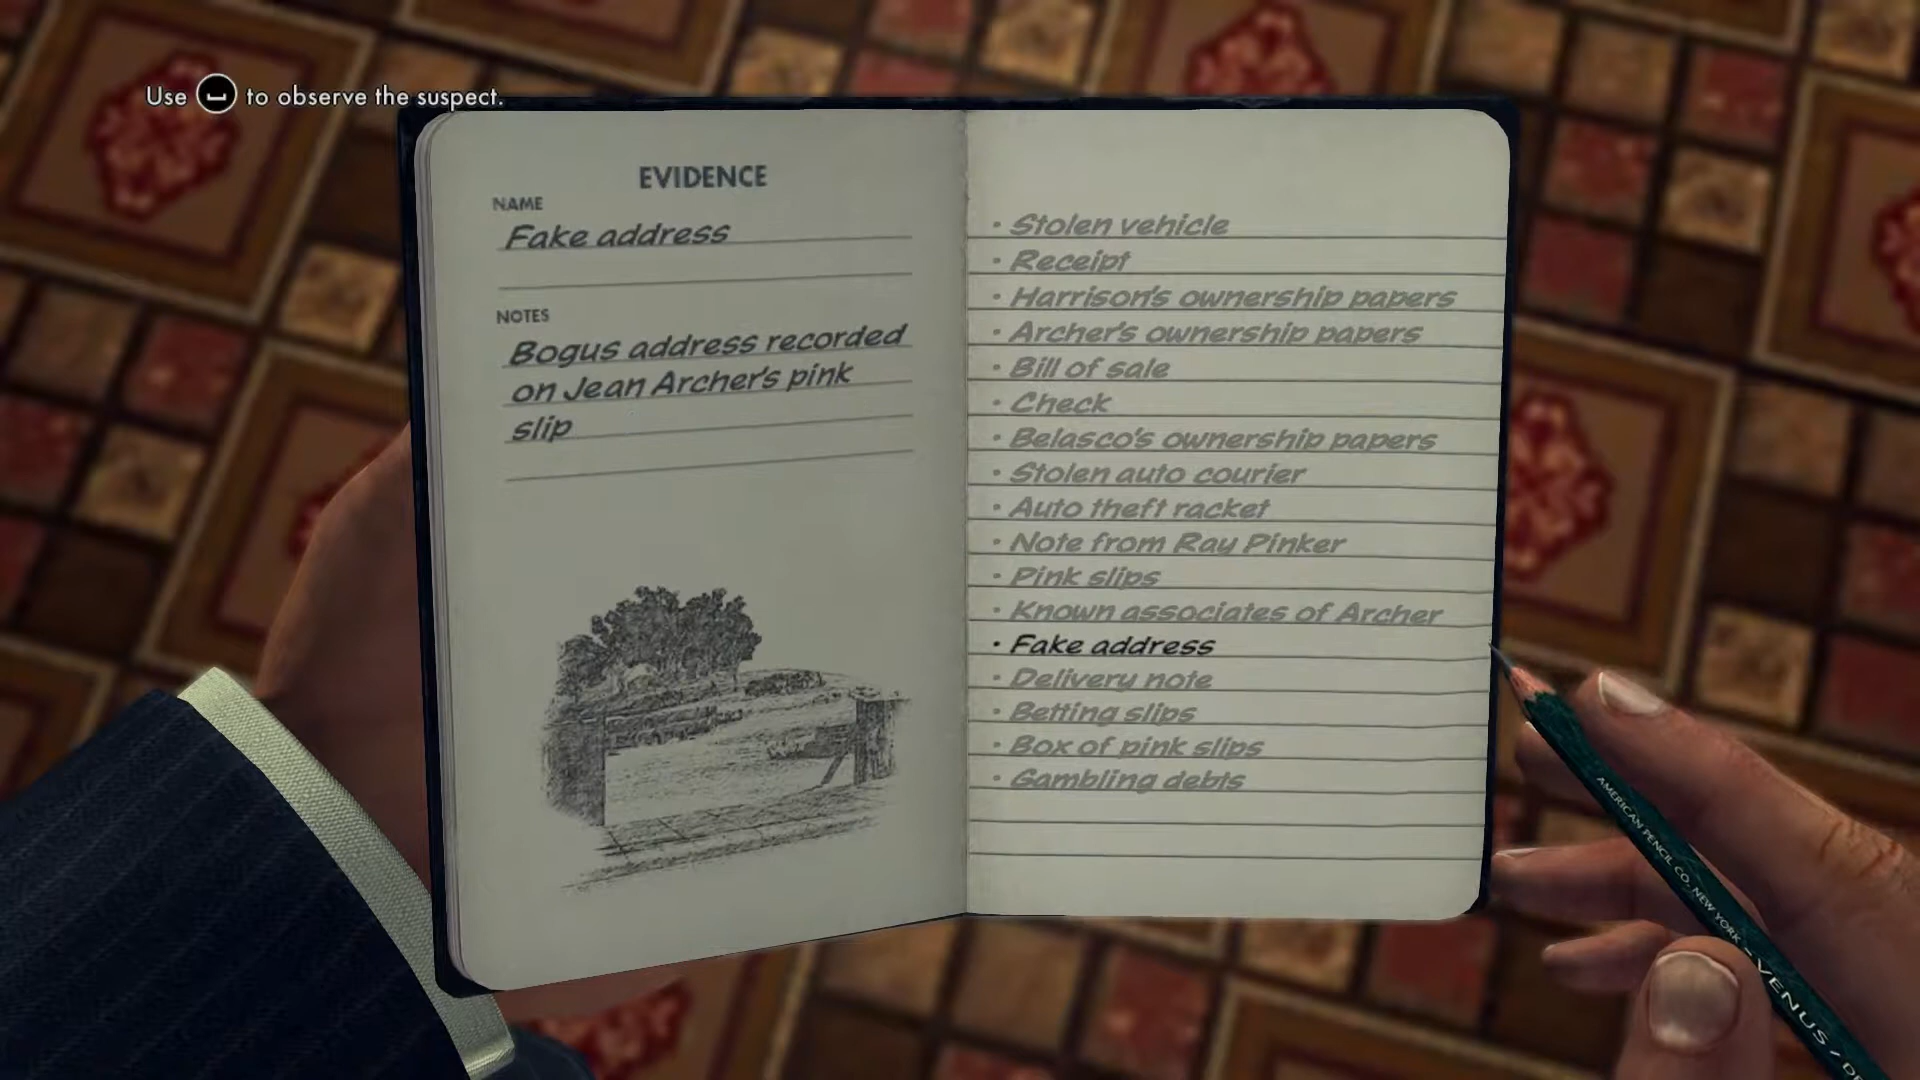 Use to observe the suspect.
EVIDENCE
NAME
Fake address
NOTES
Bogus address recorded
on Jean Archer's pink
slip
• Stolen vehicle
• Receipt
• Harrison's ownership papers
• Archer's ownership papers
• Bill of sale
• Check
• Belasco's ownership papers
• Stolen auto courier
• Auto theft racket
• Note from Ray Pinker
• Pink slips
• Known associates of Archer
• Fake address
• Delivery note
• Betting slips
• Box of pink slips
• Gambling debts
AMERICAN PENCIL CO. NEW YORK
VENUS